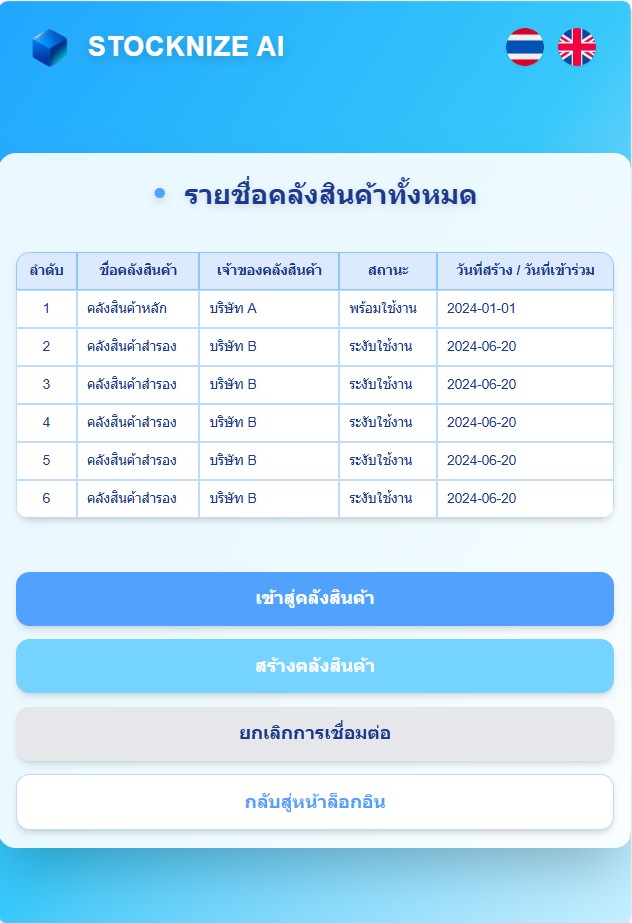 STOCKNIZE AI
• รายชื่อคลังสินค้าทั้งหมด
ลำดับ ชื่อคลังสินค้า เจ้าของคลังสินค้า สถานะ วันที่สร้าง / วันที่เข้าร่วม
1 คลังสินค้าหลัก บริษัท A พร้อมใช้งาน 2024-01-01
2 คลังสินค้าสำรอง บริษัท B ระงับใช้งาน 2024-06-20
3 คลังสินค้าสำรอง บริษัท B ระงับใช้งาน 2024-06-20
4 คลังสินค้าสำรอง บริษัท B ระงับใช้งาน 2024-06-20
5 คลังสินค้าสำรอง บริษัท B ระงับใช้งาน 2024-06-20
6 คลังสินค้าสำรอง บริษัท B ระงับใช้งาน 2024-06-20
เข้าสู่คลังสินค้า
สร้างคลังสินค้า
ยกเลิกการเชื่อมต่อ
กลับสู่หน้าล็อกอิน